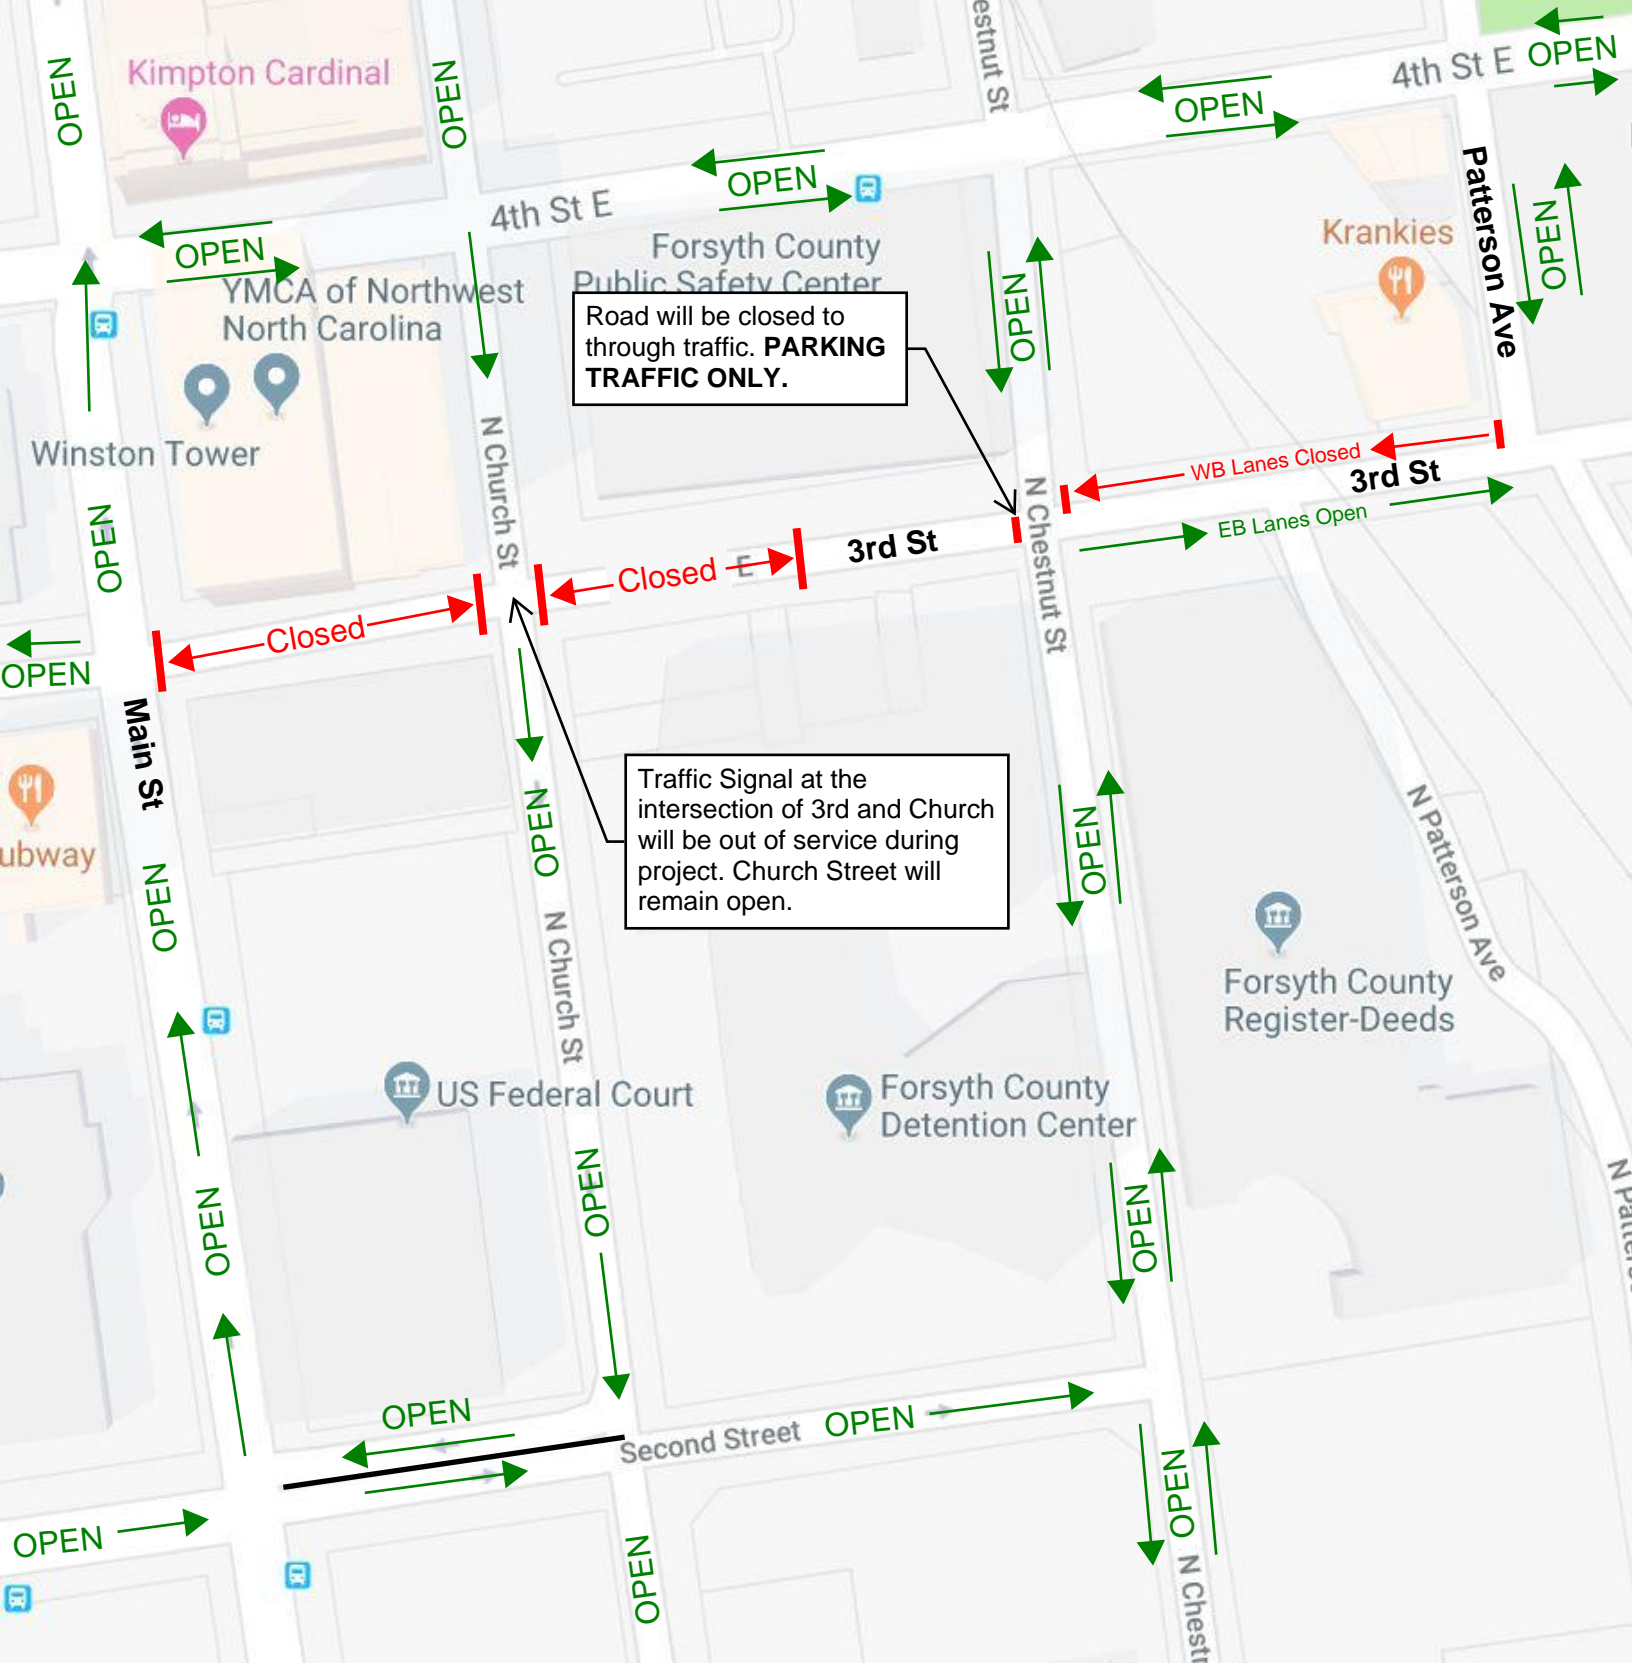 estnut St
OPEN
4th St E
OPEN
OPEN
Kimpton Cardinal
OPEN
OPEN
Patterson Ave
OPEN
4th St E
OPEN
Krankies
Forsyth County
Public Safety Center
OPEN
YMCA of Northwest
North Carolina
OPEN
Road will be closed to
through traffic. PARKING
TRAFFIC ONLY.
Winston Tower
N Church St
WB Lanes Closed
3rd St
N Chestnut St
EB Lanes Open
OPEN
3rd St
E
Closed
Closed
OPEN
Main St
Traffic Signal at the
intersection of 3rd and Church
will be out of service during
project. Church Street will
remain open.
OPEN
OPEN
N Patterson Ave
ubway
OPEN
N Church St
Forsyth County
Register-Deeds
US Federal Court
Forsyth County
Detention Center
OPEN
OPEN
OPEN
N Patterso
OPEN
Second Street
OPEN
OPEN
OPEN
OPEN
N Chestn